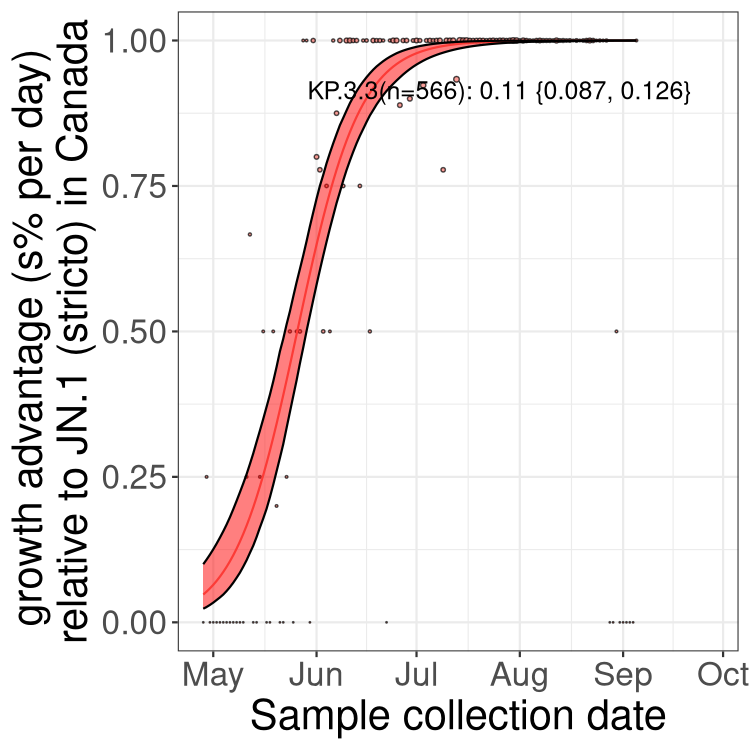 growth advantage (s% per day)
relative to JN.1 (stricto) in Canada
1.00
0.75
0.50
0.25
0.00
KP.3.3(n=566): 0.11 {0.087, 0.126}
May Jun Jul Aug Sep Oct
Sample collection date